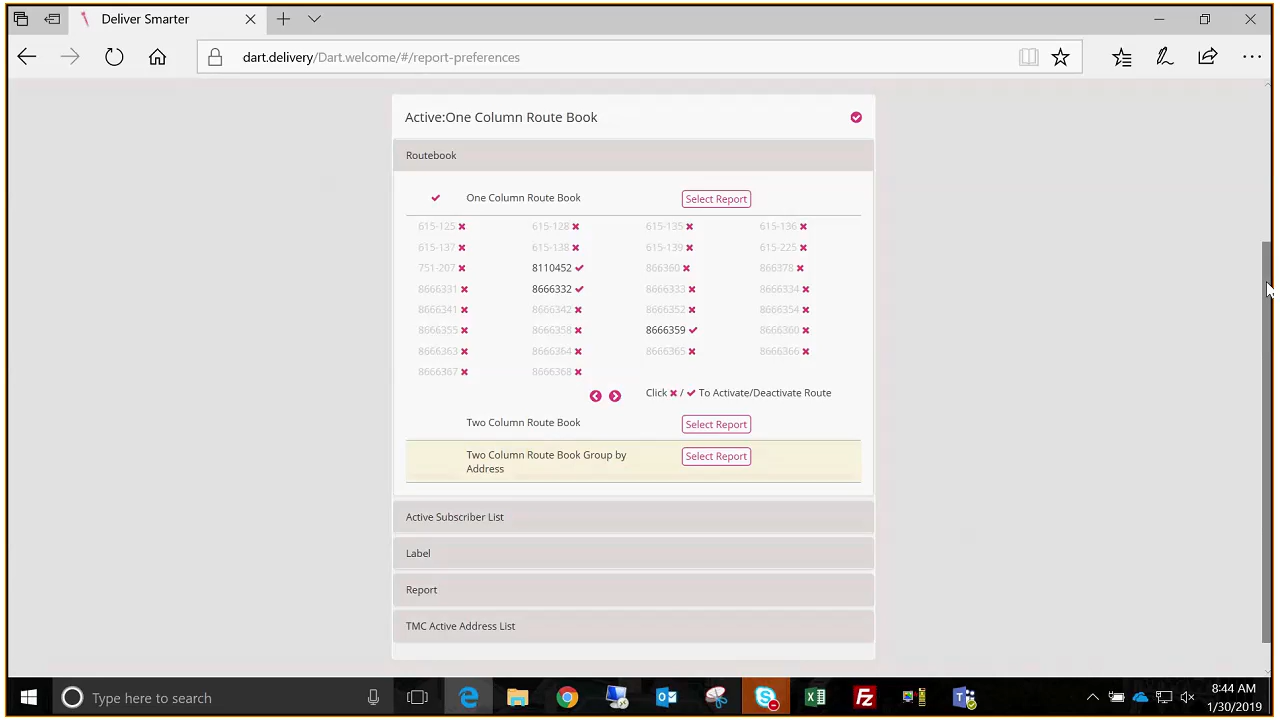 Deliver Smarter
dart.delivery/Dart.welcome/#/report-preferences
Active:One Column Route Book
Routebook
One Column Route Book Select Report
615-125 615-128 615-135 615-136
615-137 615-138 615-139 615-225
751-207 8110452 866360 866378
8666331 8666332 8666333 8666334
8666341 8666342 8666352 8666354
8666355 8666358 8666359 8666360
8666363 8666364 8666365 8666366
8666367 8666368
Click ✖ / ✔ To Activate/Deactivate Route
Two Column Route Book Select Report
Two Column Route Book Group by Select Report
Address
Active Subscriber List
Label
Report
TMC Active Address List
Type here to search
8:44 AM
1/30/2019